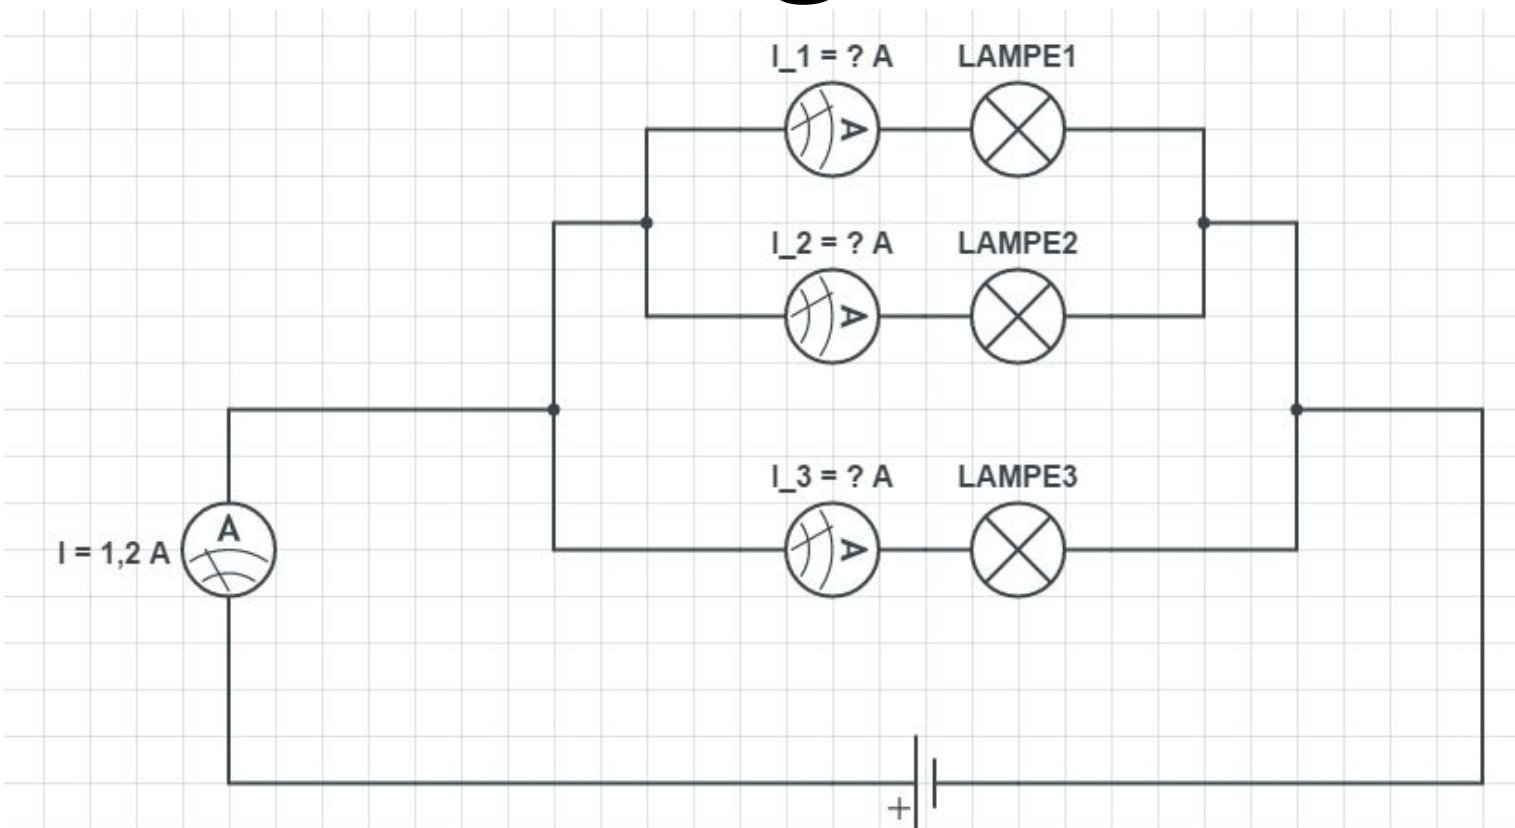 I_1 = ? A
LAMPE1
A
I_2 = ? A
LAMPE2
A
I_3 = ? A
LAMPE3
A
I = 1,2 A
A
+